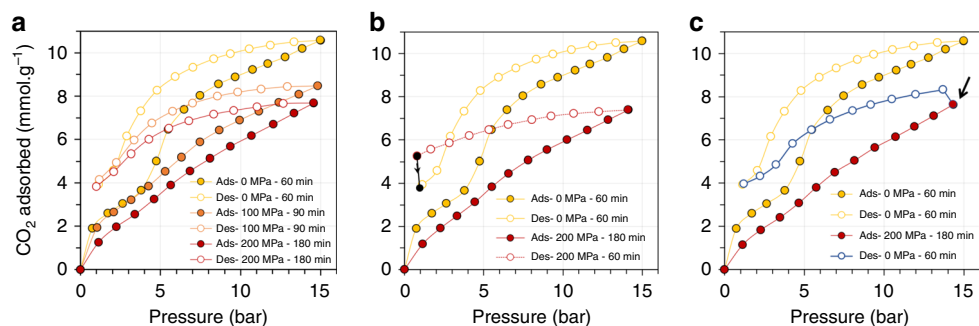 a
CO2 adsorbed (mmol.g⁻¹)
10
8
6
4
2
0
Ads- 0 MPa - 60 min
Des- 0 MPa - 60 min
Ads- 100 MPa - 90 min
Des- 100 MPa - 90 min
Ads- 200 MPa - 180 min
Des- 200 MPa - 180 min
0 5 10 15
Pressure (bar)
b
10
8
6
4
2
0
Ads- 0 MPa - 60 min
Des- 0 MPa - 60 min
Ads- 200 MPa - 180 min
Des- 200 MPa - 60 min
0 5 10 15
Pressure (bar)
c
10
8
6
4
2
0
Ads- 0 MPa - 60 min
Des- 0 MPa - 60 min
Ads- 200 MPa - 180 min
Des- 0 MPa - 60 min
0 5 10 15
Pressure (bar)